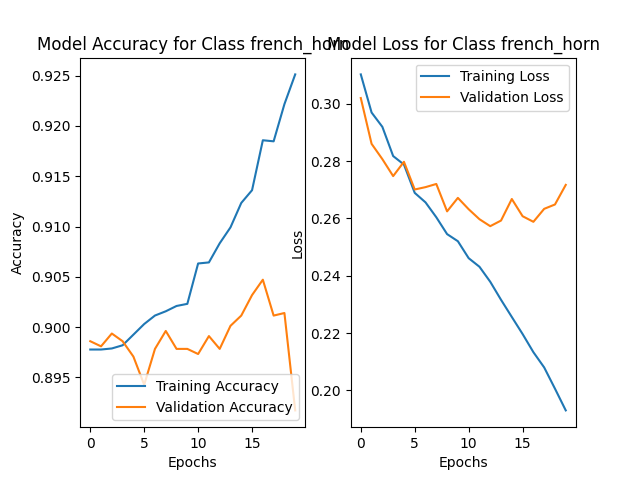 Model Accuracy for Class french_horn
Model Loss for Class french_horn
0.925
0.920
0.915
0.910
0.905
0.900
0.895
Accuracy
0
5
10
15
Epochs
Training Accuracy
Validation Accuracy
0.30
0.28
0.26
0.24
0.22
0.20
Loss
0
5
10
15
Epochs
Training Loss
Validation Loss